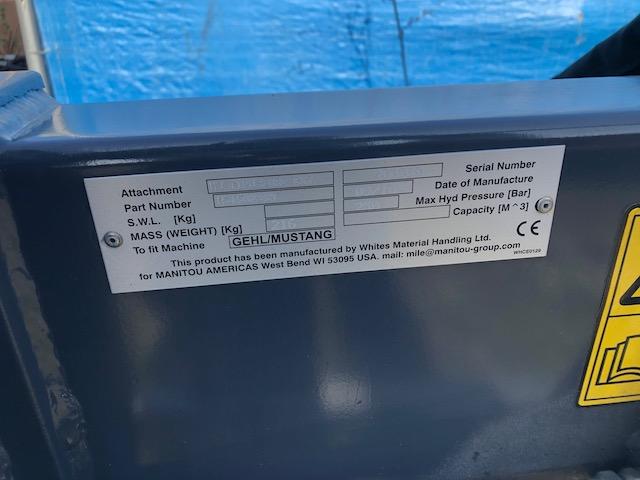 Attachment
Part Number
S.W.L. [Kg]
MASS (WEIGHT) [Kg] 216
To fit Machine GEHL/MUSTANG
Serial Number
Date of Manufacture
Max Hyd Pressure [Bar]
Capacity [M^3]
CE
This product has been manufactured by Whites Material Handling Ltd.
for MANITOU AMERICAS West Bend WI 53095 USA. mail: mile@manitou-group.com
WHCE0129